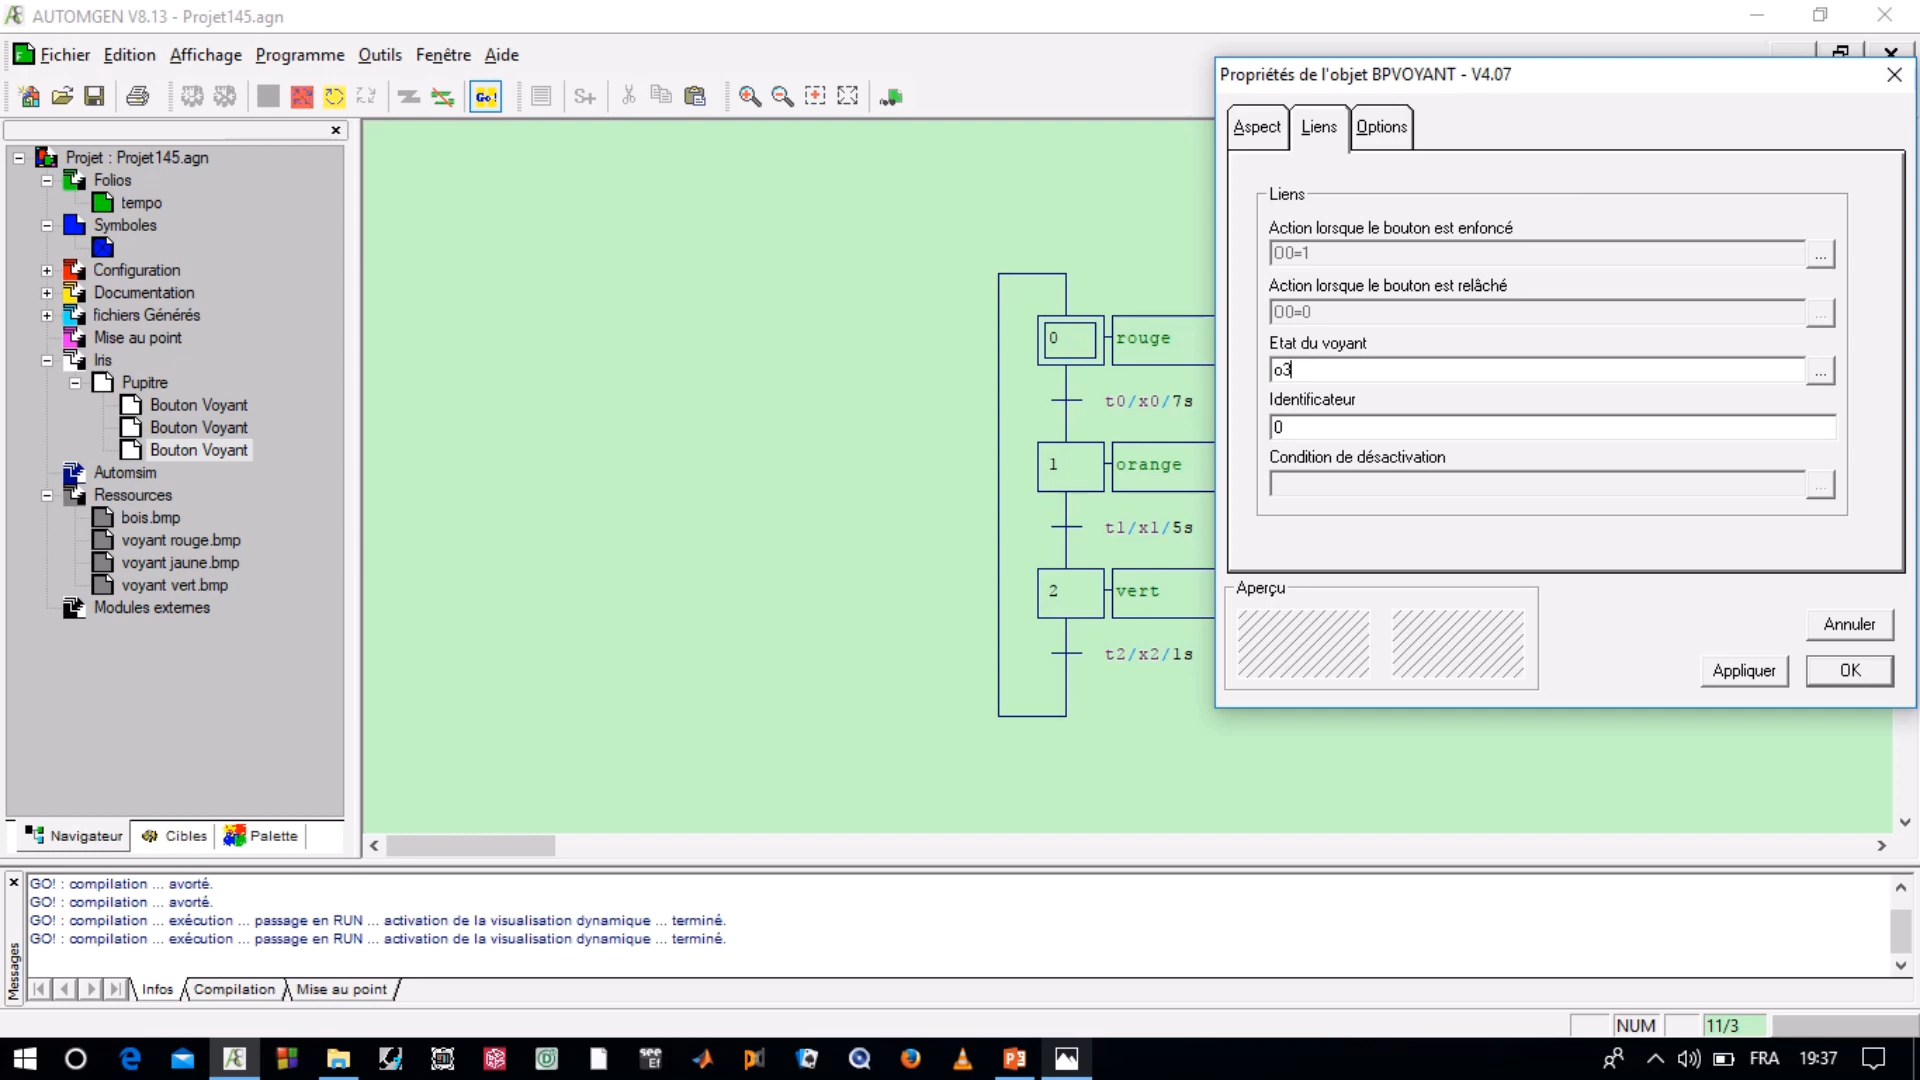 AUTOMGEN V8.13 - Projet145.agn
Fichier Edition Affichage Programme Outils Fenêtre Aide
Go!
S+
Projet : Projet145.agn
Folios
tempo
Symboles
Configuration
Documentation
fichiers Générés
Mise au point
Iris
Pupitre
Bouton Voyant
Bouton Voyant
Bouton Voyant
Automsim
Ressources
bois.bmp
voyant rouge.bmp
voyant jaune.bmp
voyant vert.bmp
Modules externes
Navigateur Cibles Palette
0 rouge
t0/x0/7s
1 orange
t1/x1/5s
2 vert
t2/x2/1s
Propriétés de l'objet BPVOYANT - V4.07
Aspect Liens Options
Liens
Action lorsque le bouton est enfoncé
O0=1 ...
Action lorsque le bouton est relâché
O0=0 ...
Etat du voyant
o3 ...
Identificateur
0
Condition de désactivation
...
Aperçu
Annuler
Appliquer OK
GO! : compilation ... avorté.
GO! : compilation ... avorté.
GO! : compilation ... exécution ... passage en RUN ... activation de la visualisation dynamique ... terminé.
GO! : compilation ... exécution ... passage en RUN ... activation de la visualisation dynamique ... terminé.
Messages
Infos Compilation Mise au point
NUM 11/3
FRA 19:37